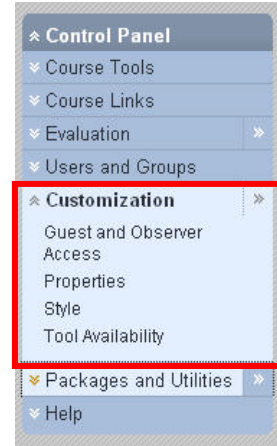 Control Panel
Course Tools
Course Links
Evaluation
Users and Groups
Customization
Guest and Observer
Access
Properties
Style
Tool Availability
Packages and Utilities
Help